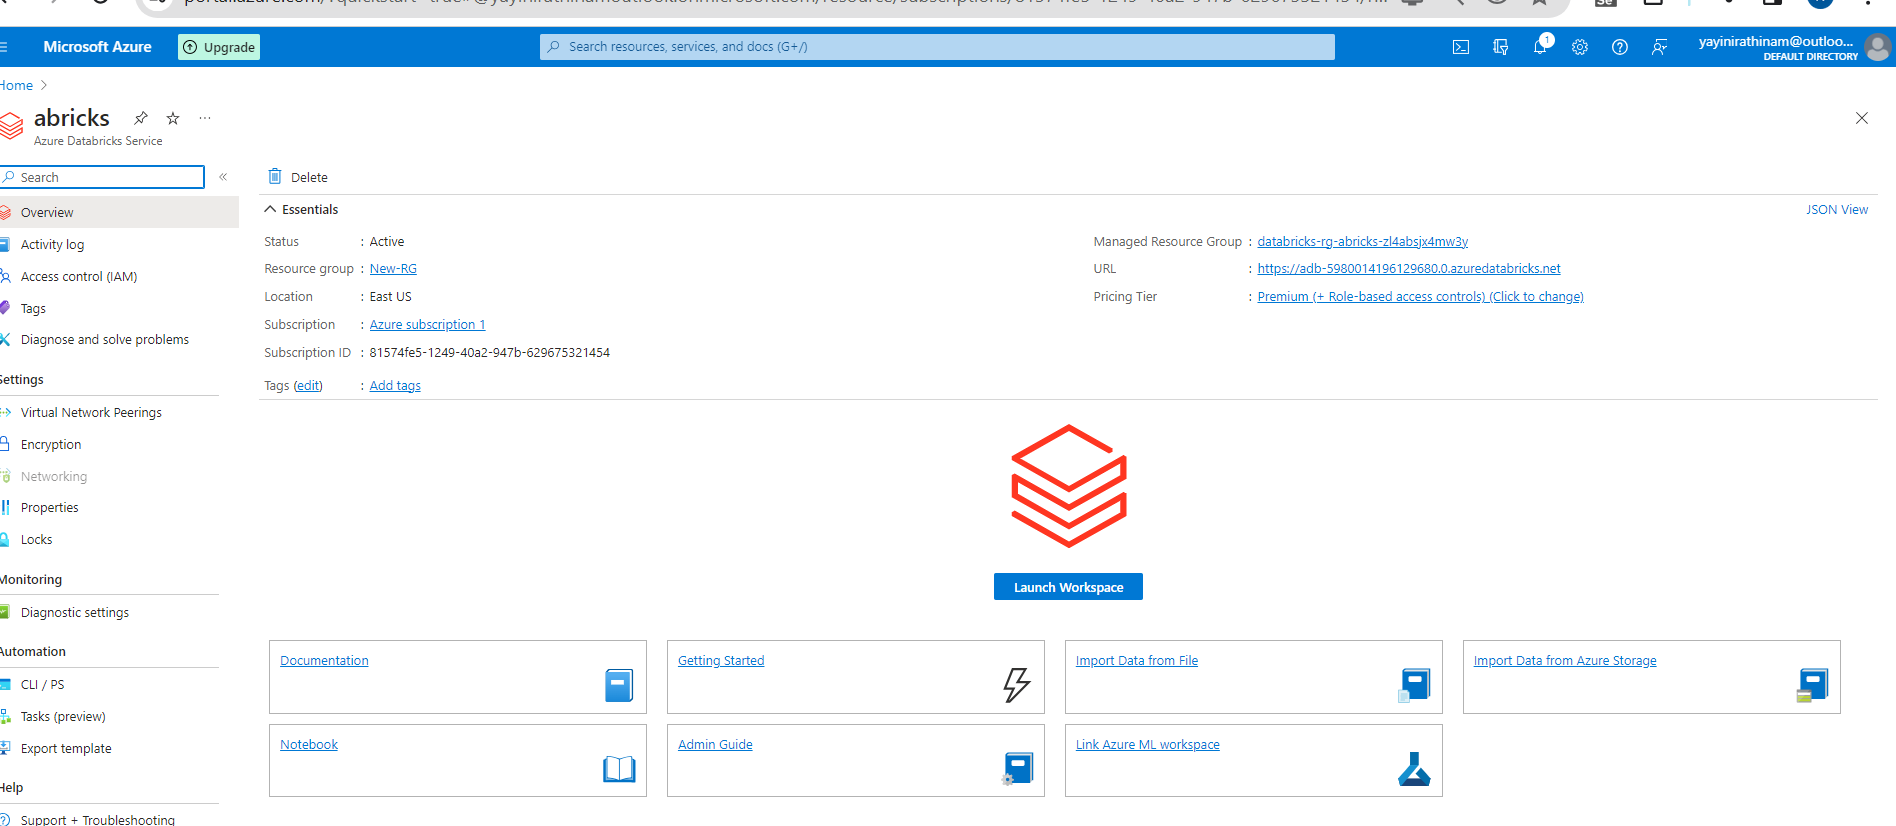 Microsoft Azure
Upgrade
Search resources, services, and docs (G+/)
1
yayinirathinam@outloo...
DEFAULT DIRECTORY
Home
abricks
Azure Databricks Service
Search
Delete
Overview
Activity log
Access control (IAM)
Tags
Diagnose and solve problems
Settings
Virtual Network Peerings
Encryption
Networking
Properties
Locks
Monitoring
Diagnostic settings
Automation
CLI / PS
Tasks (preview)
Export template
Help
Support + Troubleshooting
Essentials
JSON View
Status : Active
Resource group : New-RG
Location : East US
Subscription : Azure subscription 1
Subscription ID : 81574fe5-1249-40a2-947b-629675321454
Tags (edit) : Add tags
Managed Resource Group : databricks-rg-abricks-zl4absjx4mw3y
URL : https://adb-5980014196129680.0.azuredatabricks.net
Pricing Tier : Premium (+ Role-based access controls) (Click to change)
Launch Workspace
Documentation
Getting Started
Import Data from File
Import Data from Azure Storage
Notebook
Admin Guide
Link Azure ML workspace